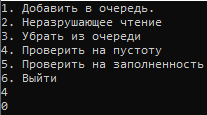 1. Добавить в очередь.
2. Неразрушающее чтение
3. Убрать из очереди
4. Проверить на пустоту
5. Проверить на заполненность
6. Выйти
4
0